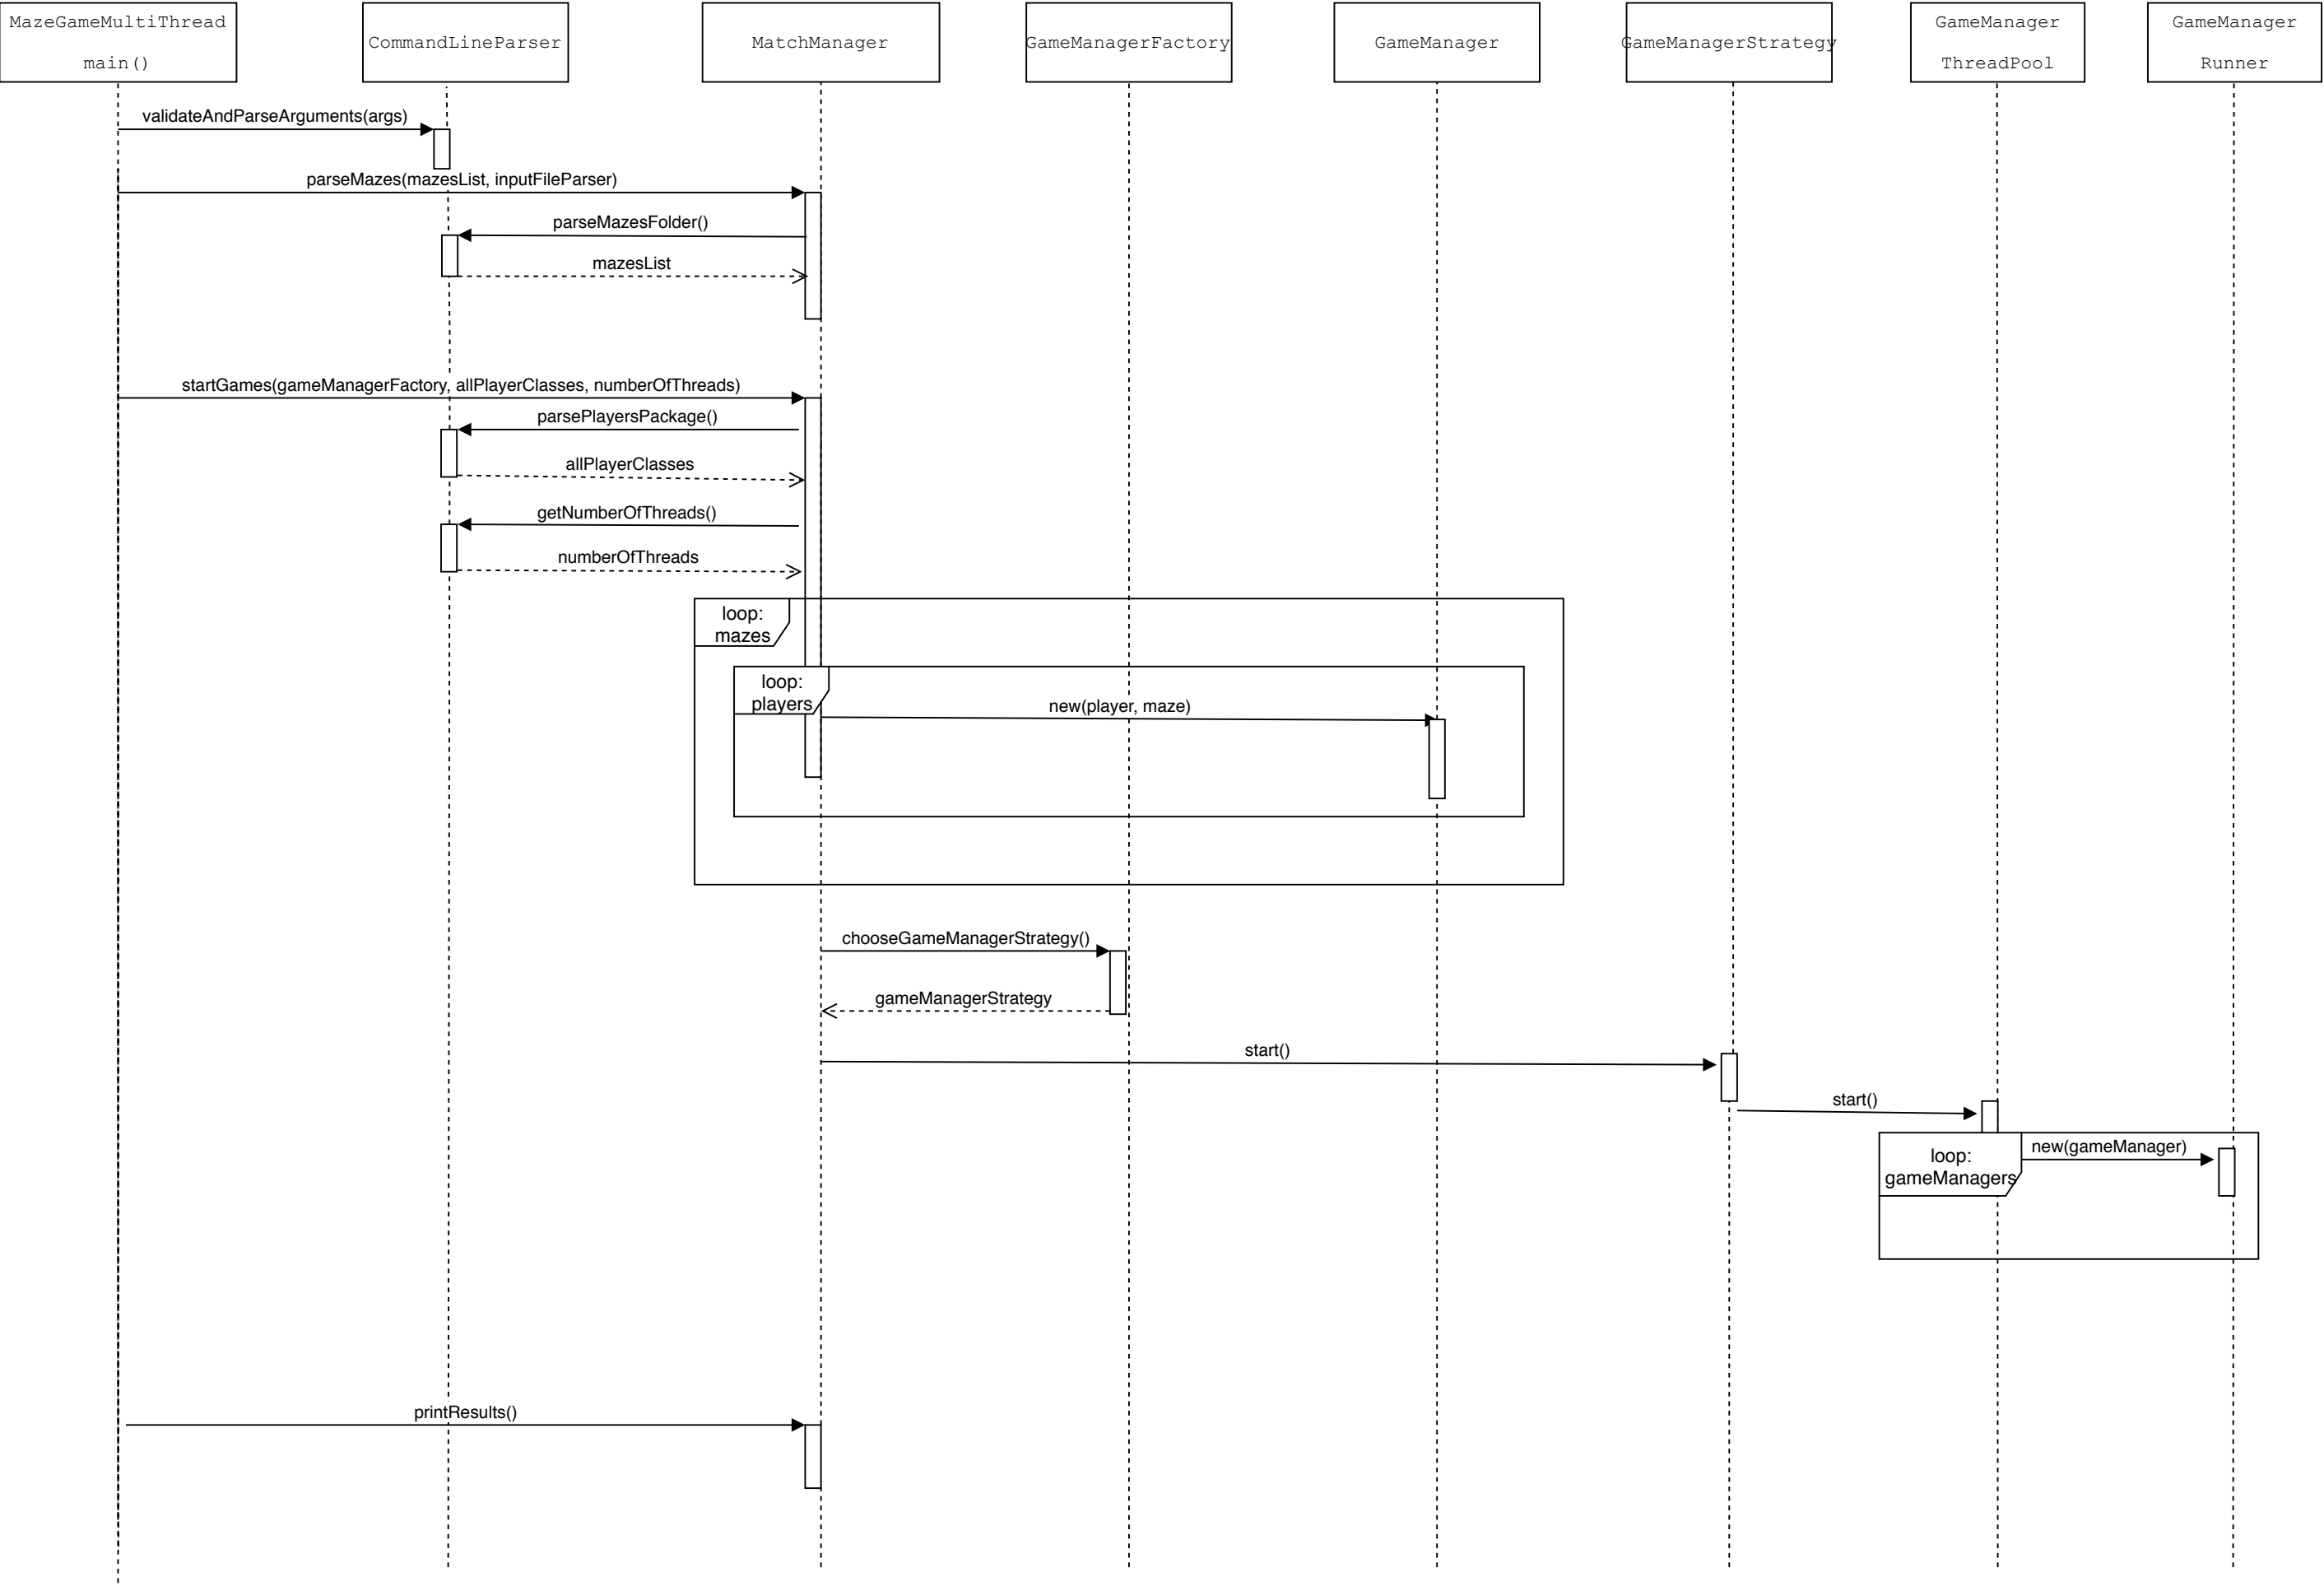 MazeGameMultiThread
main()
CommandLineParser
MatchManager
GameManagerFactory
GameManager
GameManagerStrategy
GameManager
ThreadPool
GameManager
Runner
validateAndParseArguments(args)
parseMazes(mazesList, inputFileParser)
parseMazesFolder()
mazesList
startGames(gameManagerFactory, allPlayerClasses, numberOfThreads)
parsePlayersPackage()
allPlayerClasses
getNumberOfThreads()
numberOfThreads
loop:
mazes
loop:
players
new(player, maze)
chooseGameManagerStrategy()
gameManagerStrategy
start()
start()
loop:
gameManagers
new(gameManager)
printResults()